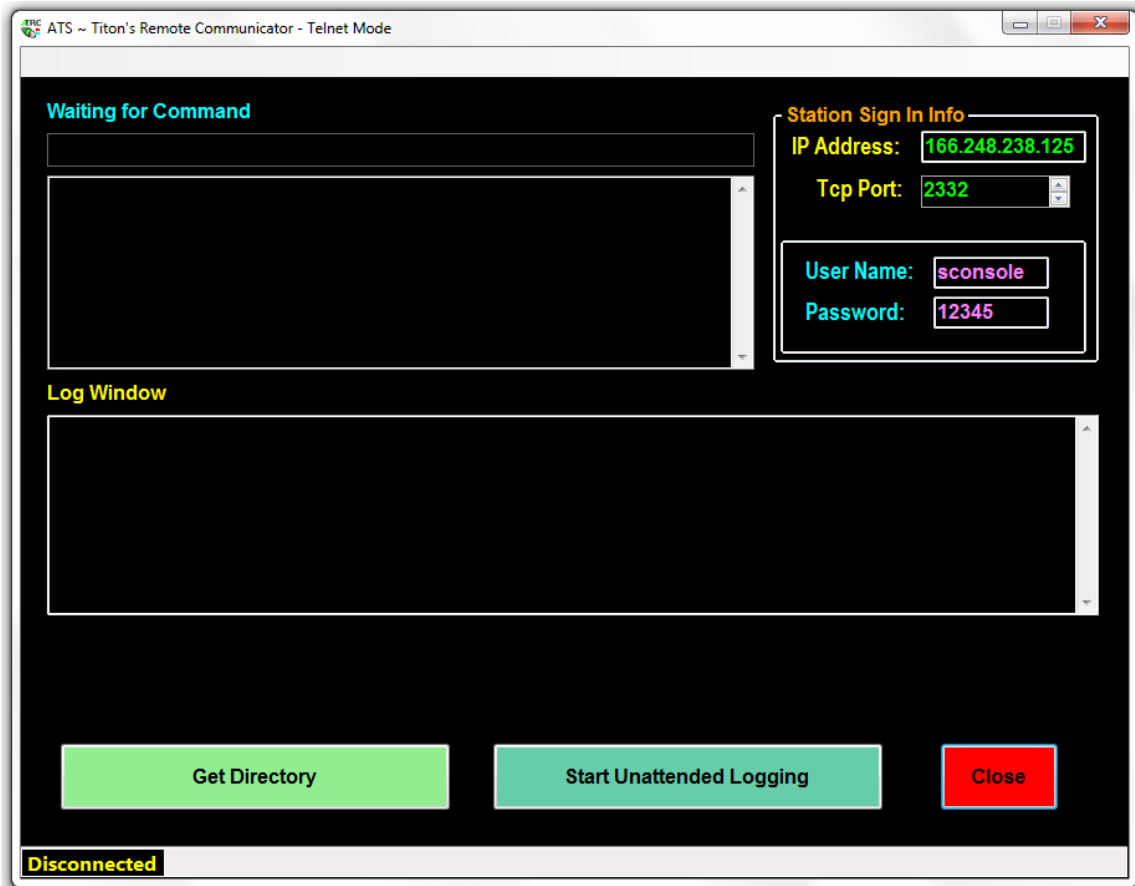 TRC
ATS ~ Titon's Remote Communicator - Telnet Mode
Waiting for Command
Station Sign In Info
IP Address: 166.248.238.125
Tcp Port: 2332
User Name: sconsole
Password: 12345
Log Window
Get Directory
Start Unattended Logging
Close
Disconnected